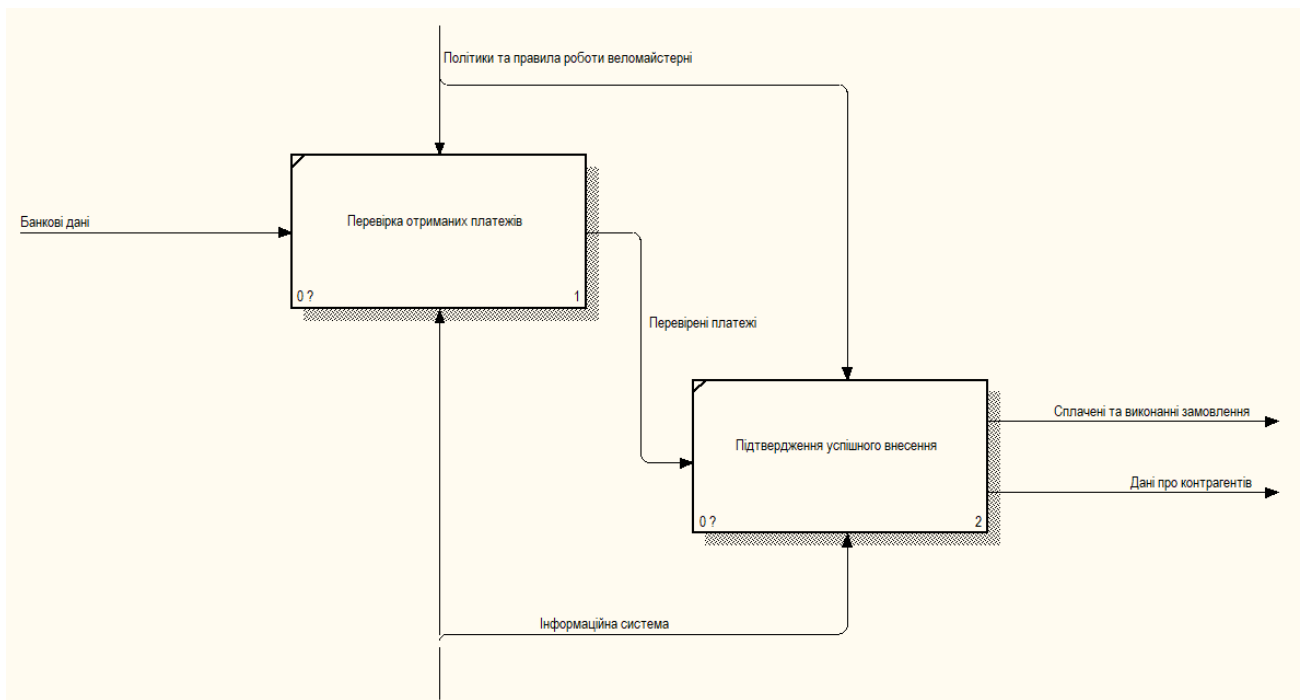 Політики та правила роботи веломайстерні
Банкові дані
Перевірка отриманих платежів
0 ?
1
Перевірені платежі
Сплачені та виконанні замовлення
Підтвердження успішного внесення
Дані про контрагентів
0 ?
2
Інформаційна система